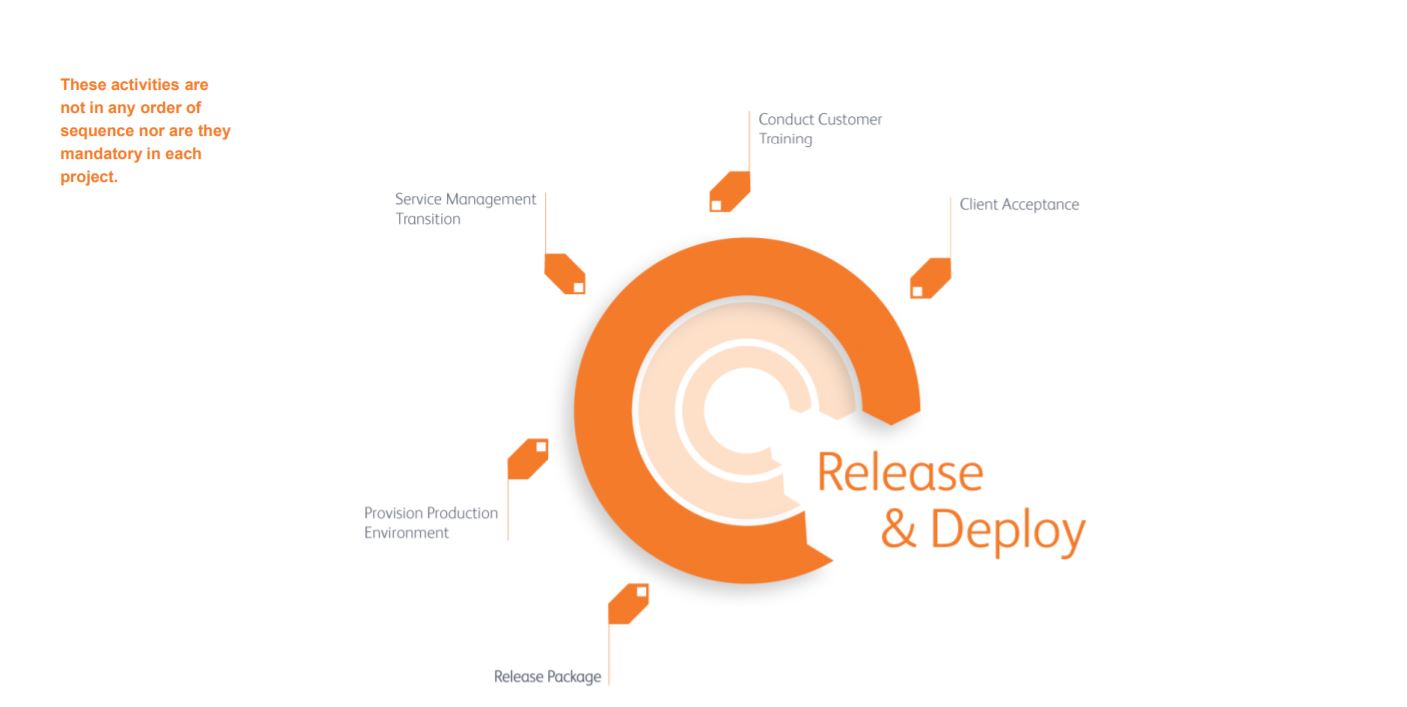 These activities are
not in any order of
sequence nor are they
mandatory in each
project.
Conduct Customer
Training
Service Management
Transition
Client Acceptance
Release
& Deploy
Provision Production
Environment
Release Package